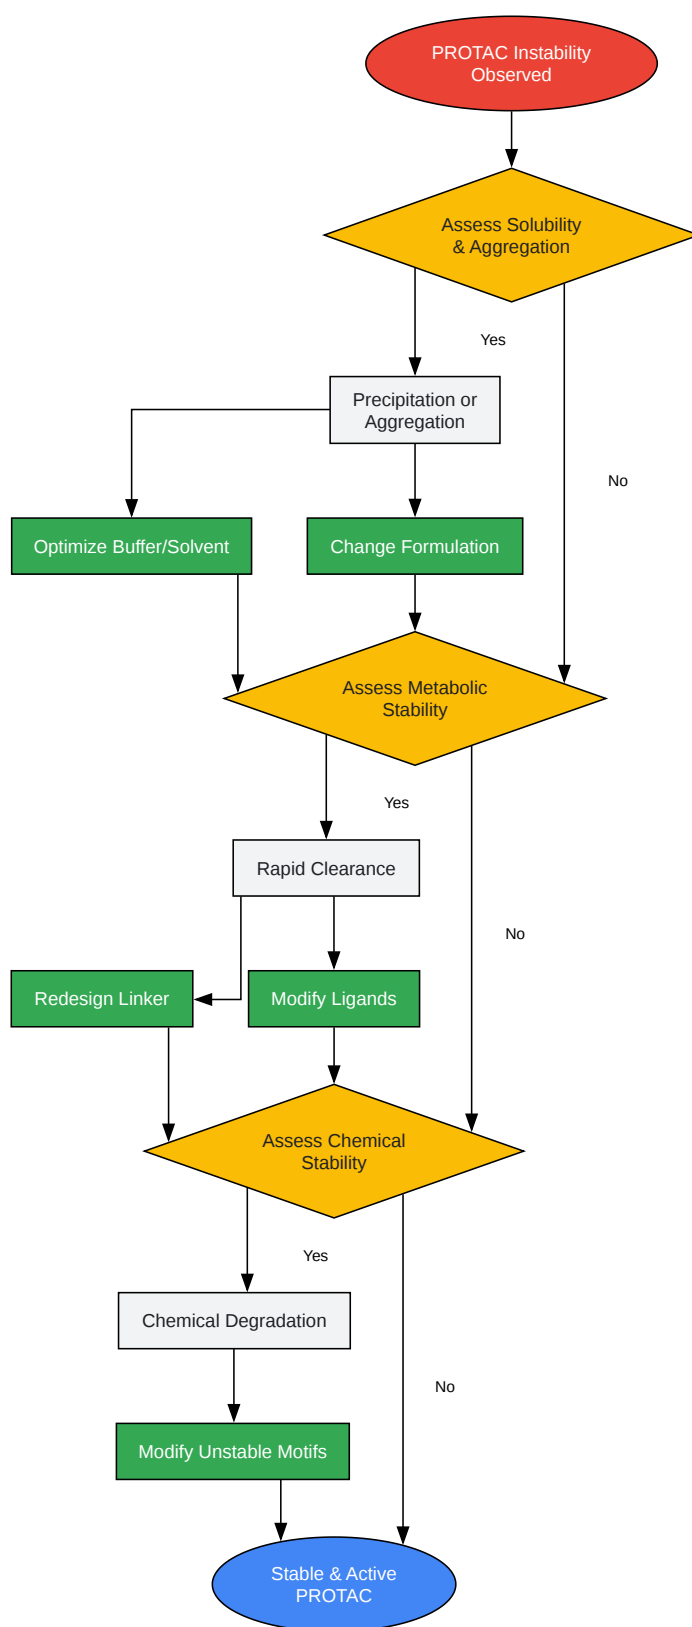 PROTAC Instability
Observed
Assess Solubility
& Aggregation
Yes
Precipitation or
Aggregation
No
Optimize Buffer/Solvent
Change Formulation
Assess Metabolic
Stability
Yes
Rapid Clearance
No
Redesign Linker
Modify Ligands
Assess Chemical
Stability
Yes
Chemical Degradation
No
Modify Unstable Motifs
Stable & Active
PROTAC